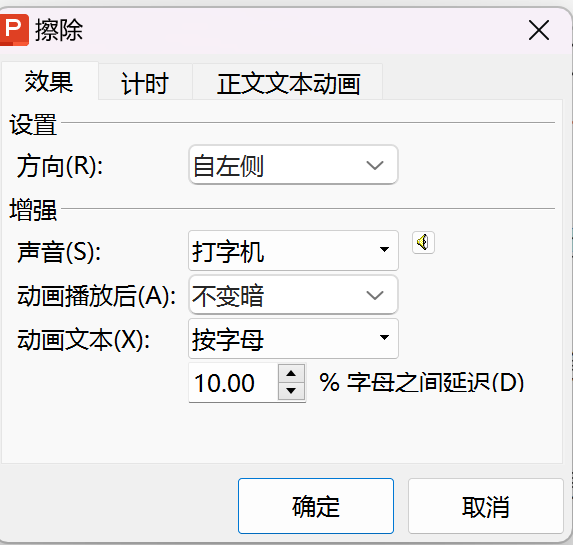 P 擦除
效果 计时 正文文本动画
设置
方向(R): 自左侧
增强
声音(S): 打字机
动画播放后(A): 不变暗
动画文本(X): 按字母
10.00 % 字母之间延迟(D)
确定 取消